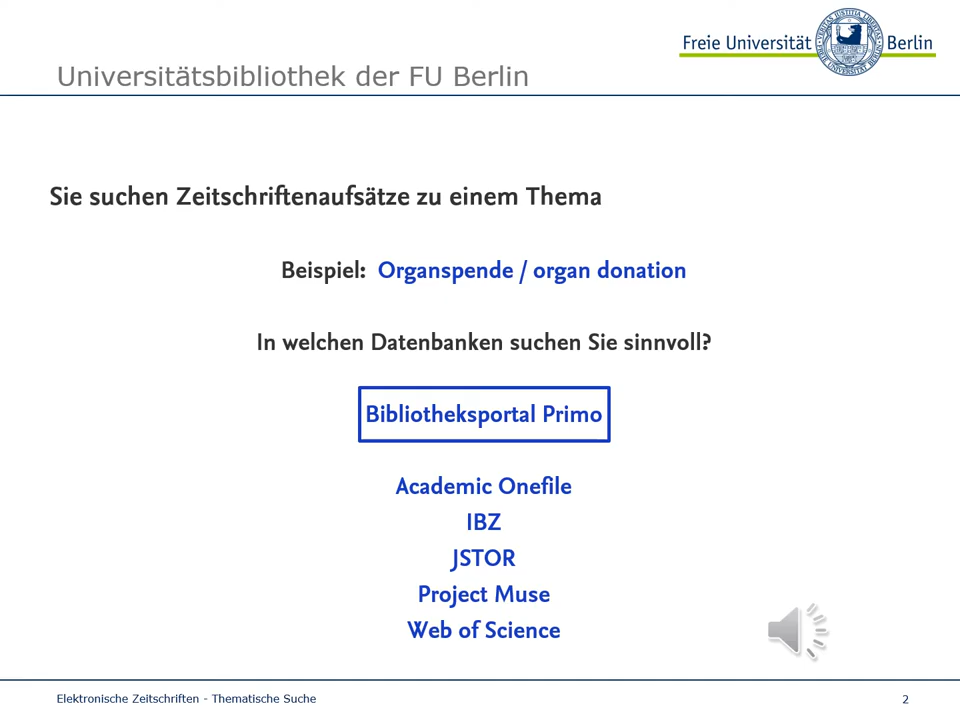 Freie Universität Berlin
Universitätsbibliothek der FU Berlin
Sie suchen Zeitschriftenaufsätze zu einem Thema
Beispiel: Organspende / organ donation
In welchen Datenbanken suchen Sie sinnvoll?
Bibliotheksportal Primo
Academic Onefile
IBZ
JSTOR
Project Muse
Web of Science
Elektronische Zeitschriften - Thematische Suche
2